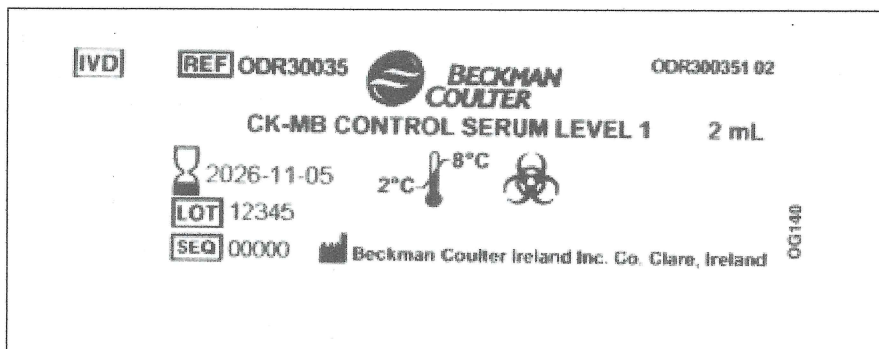 IVD REF ODR30035 BECKMAN COULTER ODR300351 02
CK-MB CONTROL SERUM LEVEL 1 2 mL
2026-11-05 2°C 8°C
LOT 12345
SEQ 00000 Beckman Coulter Ireland Inc. Co. Clare, Ireland
OG140